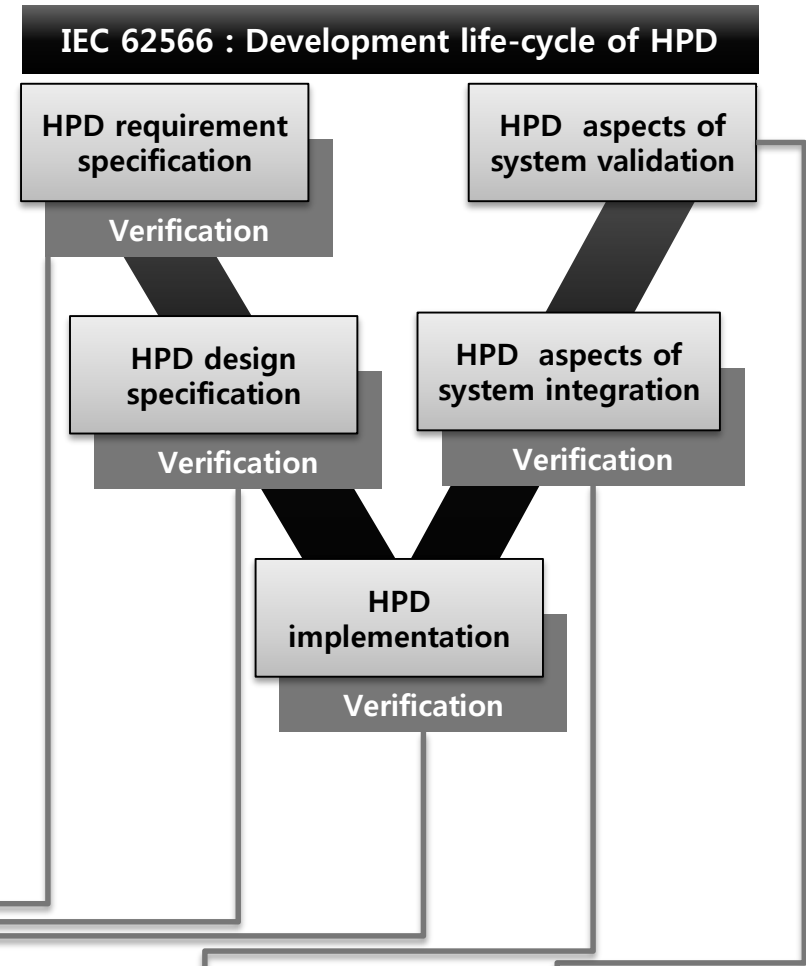 IEC 62566 : Development life-cycle of HPD
HPD requirement
specification
Verification
HPD aspects of
system validation
HPD design
specification
Verification
HPD aspects of
system integration
Verification
HPD
implementation
Verification